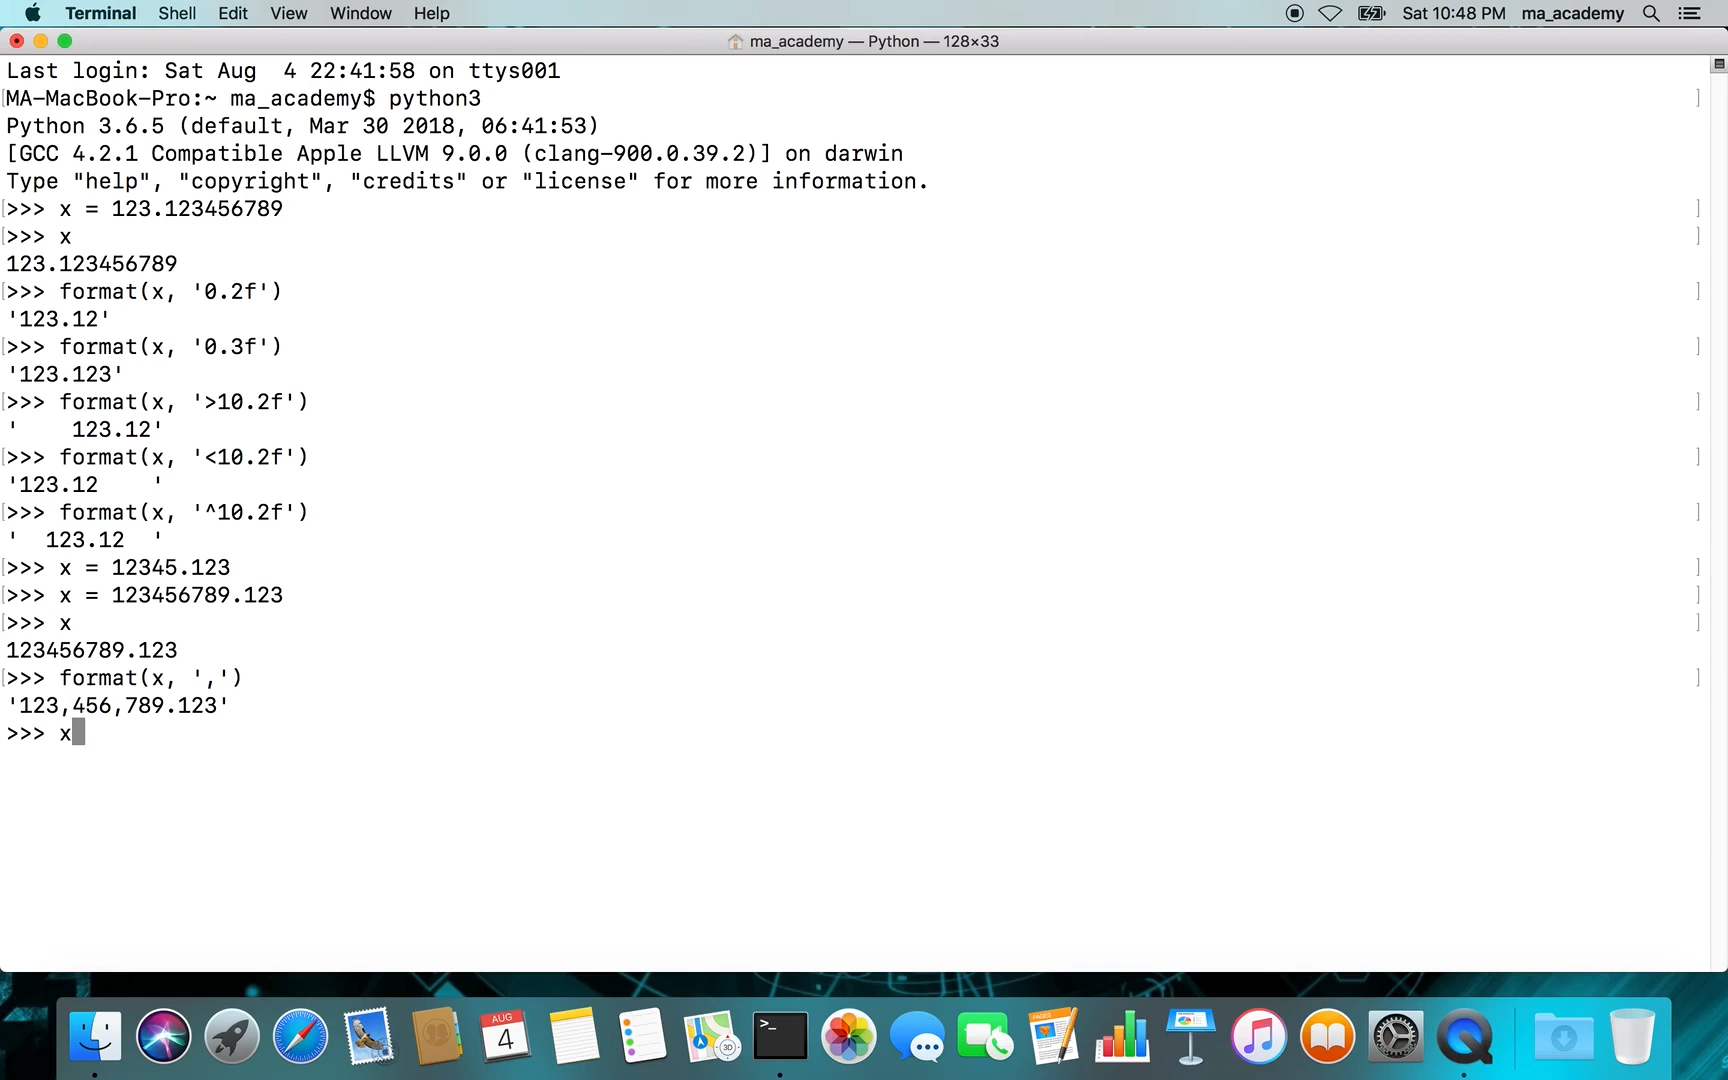 Terminal Shell Edit View Window Help Sat 10:48 PM ma_academy
ma_academy — Python — 128×33
Last login: Sat Aug  4 22:41:58 on ttys001
[MA-MacBook-Pro:~ ma_academy$ python3 ]
Python 3.6.5 (default, Mar 30 2018, 06:41:53)
[GCC 4.2.1 Compatible Apple LLVM 9.0.0 (clang-900.0.39.2)] on darwin
Type "help", "copyright", "credits" or "license" for more information.
[>>> x = 123.123456789 ]
[>>> x ]
123.123456789
[>>> format(x, '0.2f') ]
'123.12'
[>>> format(x, '0.3f') ]
'123.123'
[>>> format(x, '>10.2f') ]
'    123.12'
[>>> format(x, '<10.2f') ]
'123.12    '
[>>> format(x, '^10.2f') ]
'  123.12  '
[>>> x = 12345.123 ]
[>>> x = 123456789.123 ]
[>>> x ]
123456789.123
[>>> format(x, ',') ]
'123,456,789.123'
>>> x
AUG
4
3D
>_
PAGES